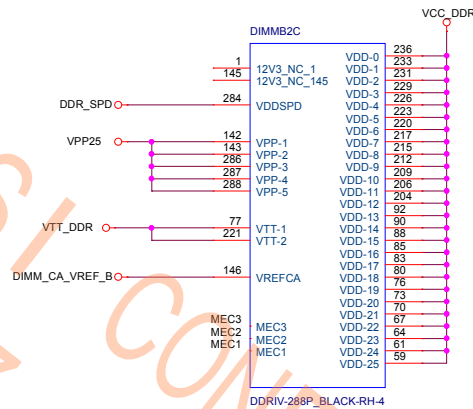 VCC_DDR
DIMMB2C
1 12V3_NC_1
145 12V3_NC_145
DDR_SPD 284 VDDSPD
VPP25 142 VPP-1
143 VPP-2
286 VPP-3
287 VPP-4
288 VPP-5
VTT_DDR 77 VTT-1
221 VTT-2
DIMM_CA_VREF_B 146 VREFCA
MEC3 MEC3
MEC2 MEC2
MEC1 MEC1
VDD-0 236
VDD-1 233
VDD-2 231
VDD-3 229
VDD-4 226
VDD-5 223
VDD-6 220
VDD-7 217
VDD-8 215
VDD-9 212
VDD-10 209
VDD-11 206
VDD-12 204
VDD-13 92
VDD-14 90
VDD-15 88
VDD-16 85
VDD-17 83
VDD-18 80
VDD-19 76
VDD-20 73
VDD-21 70
VDD-22 67
VDD-23 64
VDD-24 61
VDD-25 59
DDRIV-288P_BLACK-RH-4